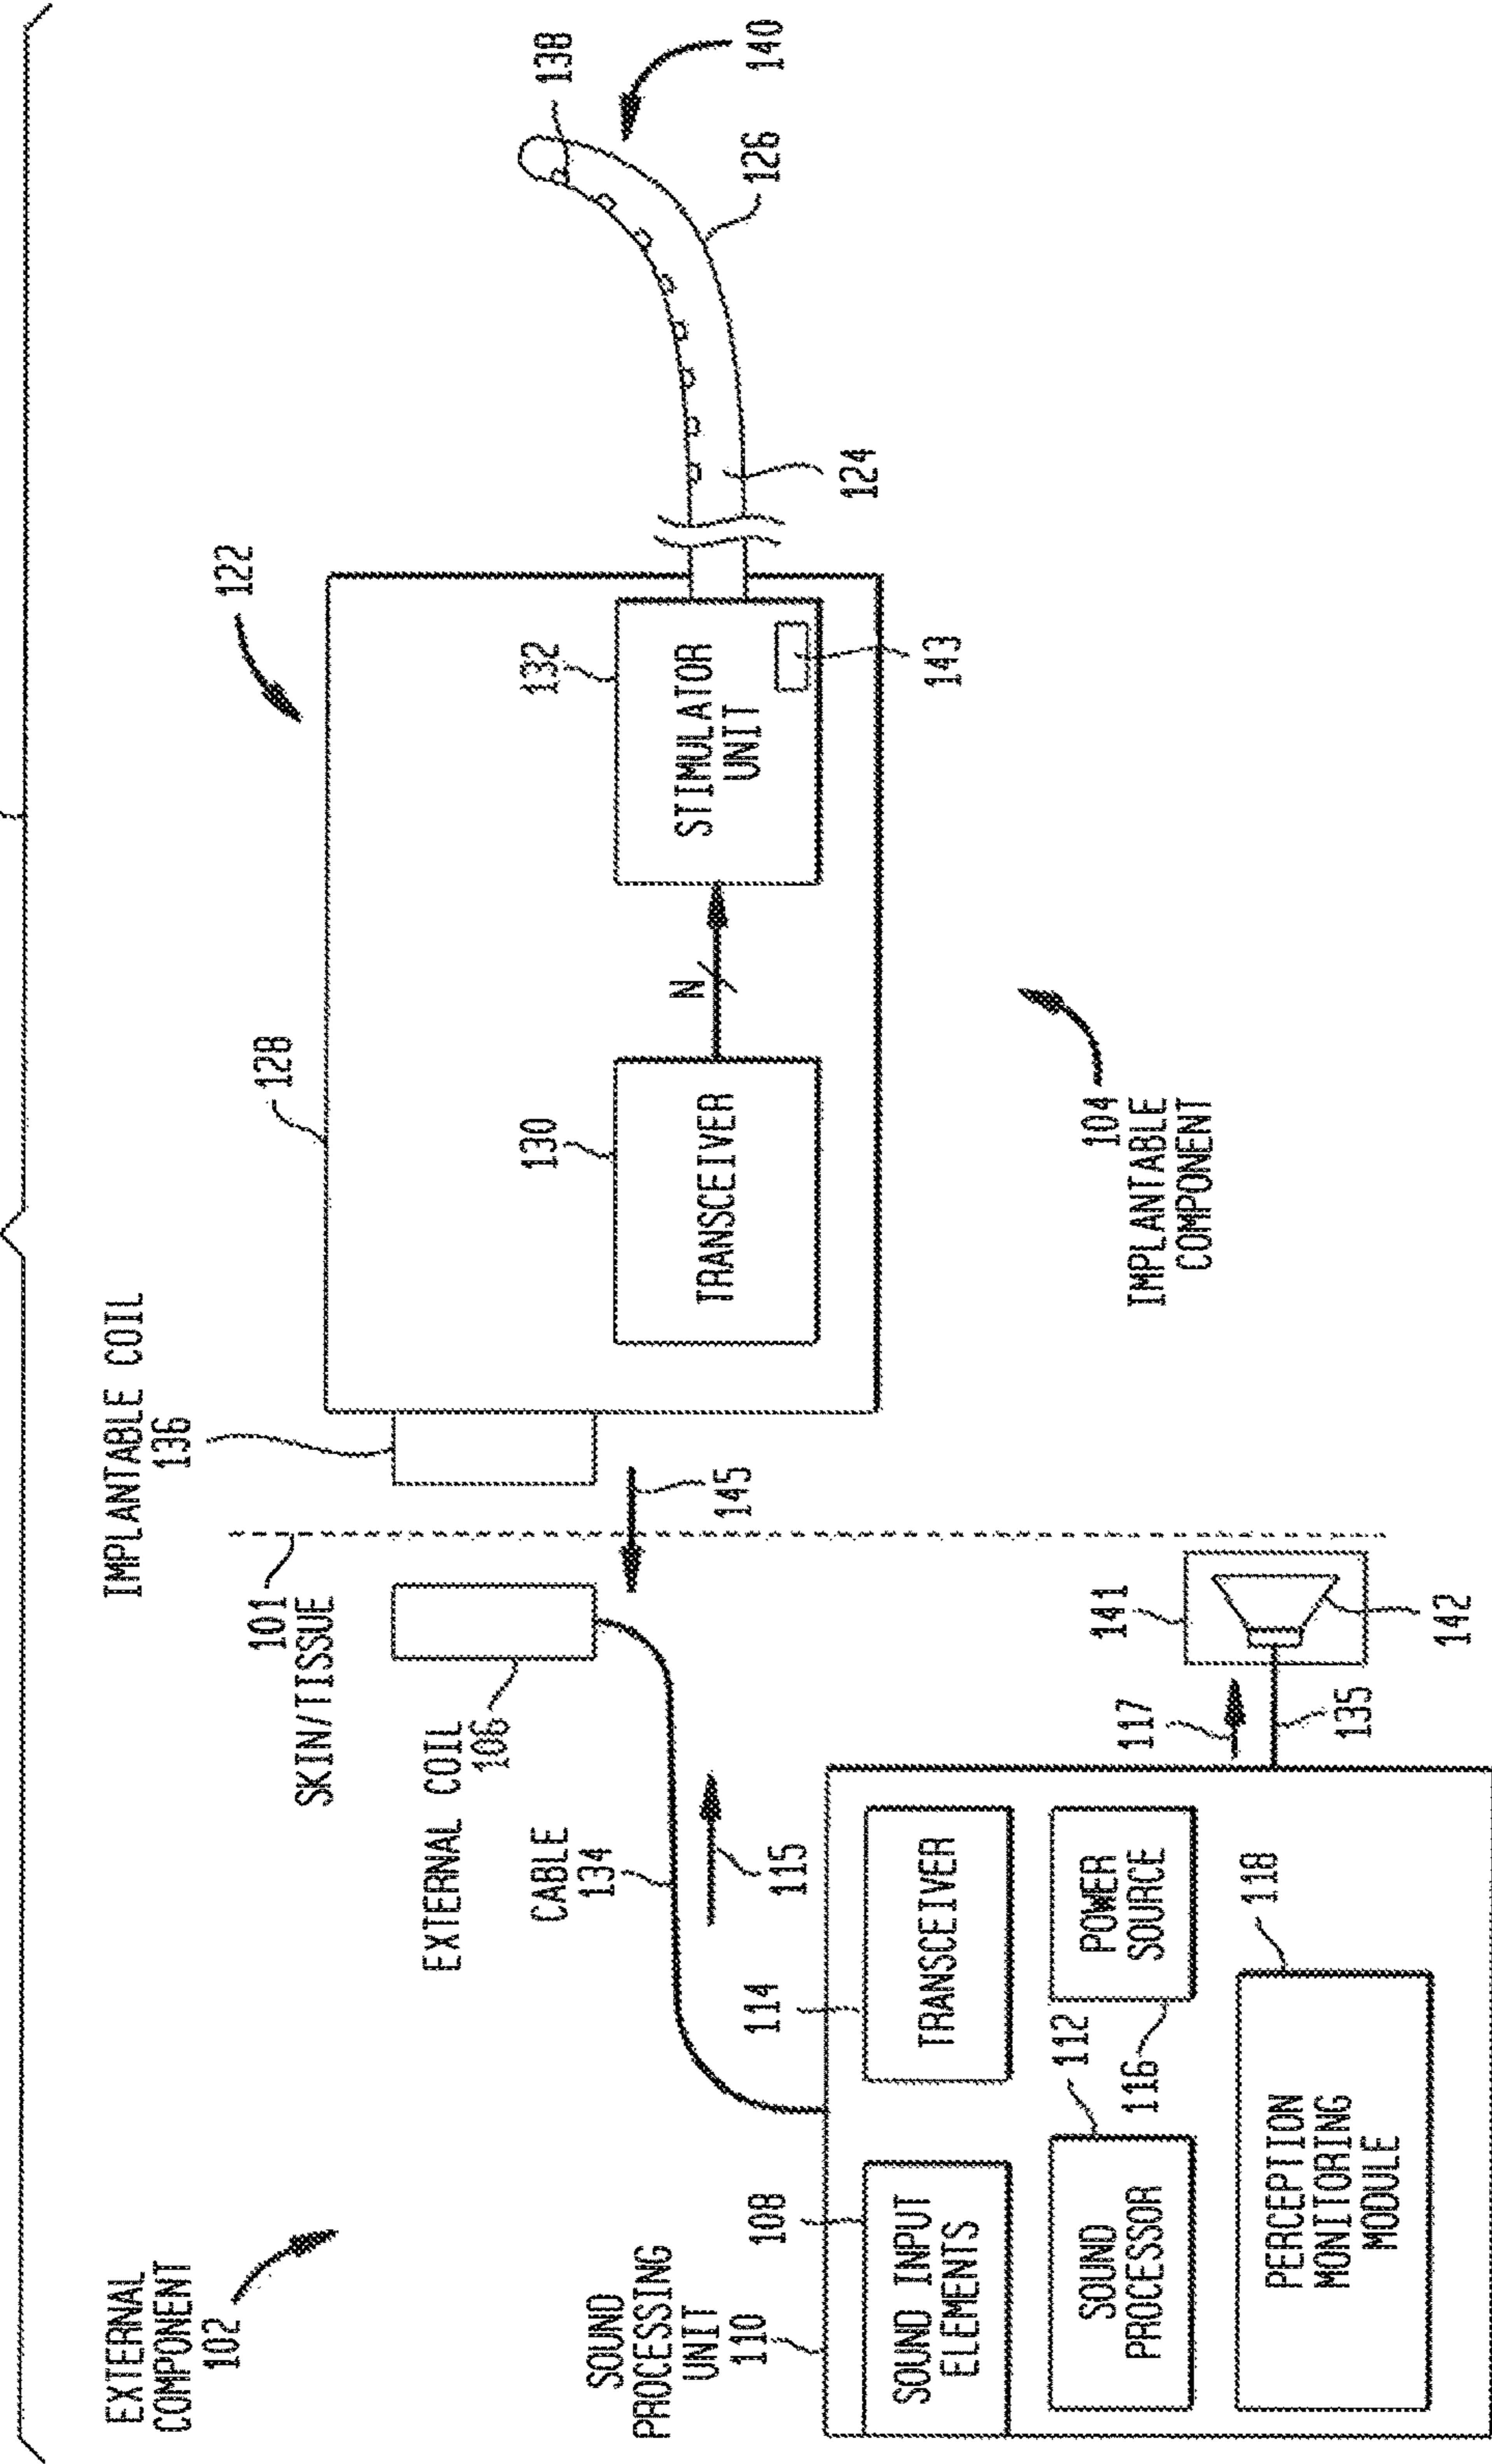 EXTERNAL
COMPONENT
102
IMPLANTABLE COIL
136
101
SKIN/TISSUE
128
122
EXTERNAL COIL
106
CABLE
134
115
145
130
TRANSCEIVER
N
132
STIMULATOR
UNIT
143
138
140
126
124
104
IMPLANTABLE
COMPONENT
SOUND
PROCESSING
UNIT
110
108
SOUND INPUT
ELEMENTS
114
TRANSCEIVER
112
SOUND
PROCESSOR
116
POWER
SOURCE
118
PERCEPTION
MONITORING
MODULE
117
135
141
142